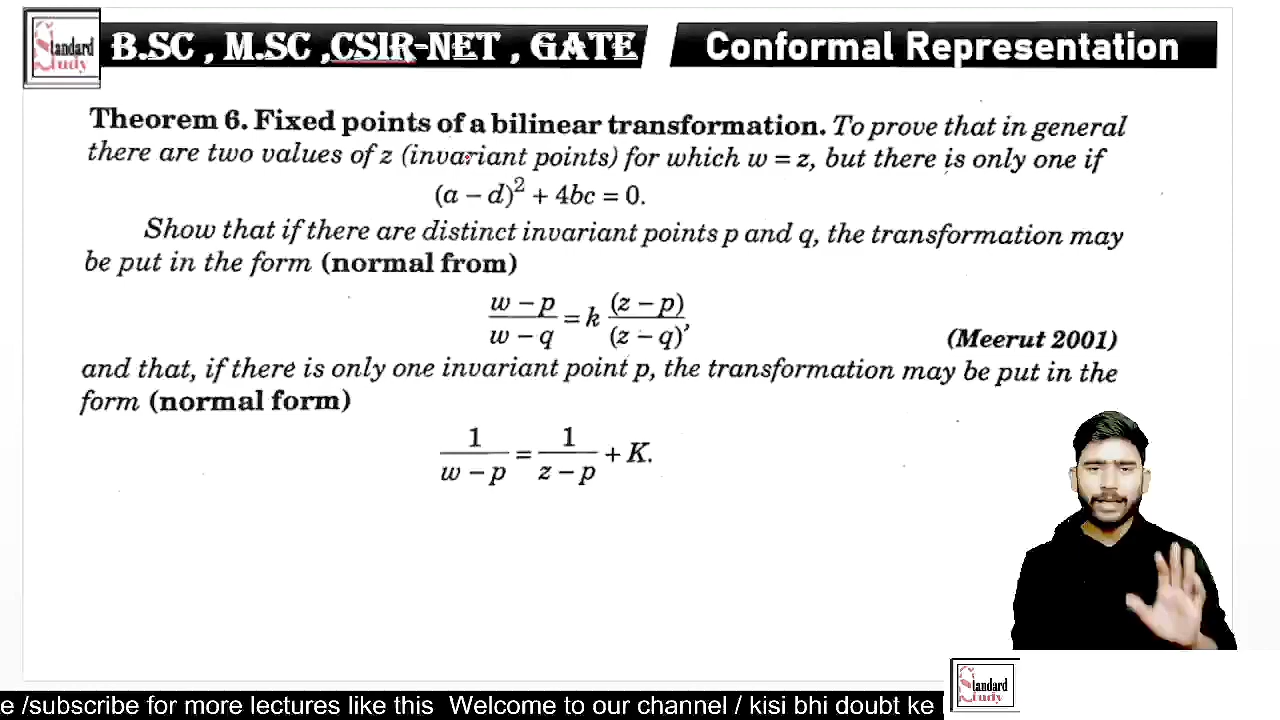 Standard Study
B.SC , M.SC ,CSIR-NET , GATE
Conformal Representation
Theorem 6. Fixed points of a bilinear transformation. To prove that in general
there are two values of z (invariant points) for which w = z, but there is only one if
(a – d)² + 4bc = 0.
Show that if there are distinct invariant points p and q, the transformation may
be put in the form (normal from)
w – p / w – q = k (z – p) / (z – q),
(Meerut 2001)
and that, if there is only one invariant point p, the transformation may be put in the
form (normal form)
1 / w – p = 1 / z – p + K.
Standard Study
e /subscribe for more lectures like this Welcome to our channel / kisi bhi doubt ke